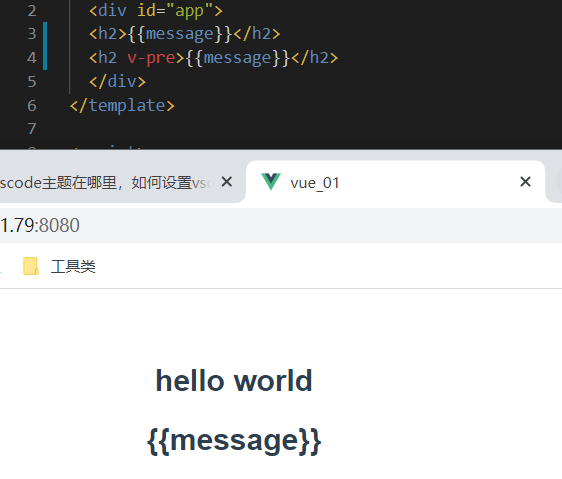 2 <div id="app">
3 <h2>{{message}}</h2>
4 <h2 v-pre>{{message}}</h2>
5 </div>
6 </template>
7
scode主题在哪里，如何设置vsc
vue_01
1.79:8080
工具类
hello world
{{message}}